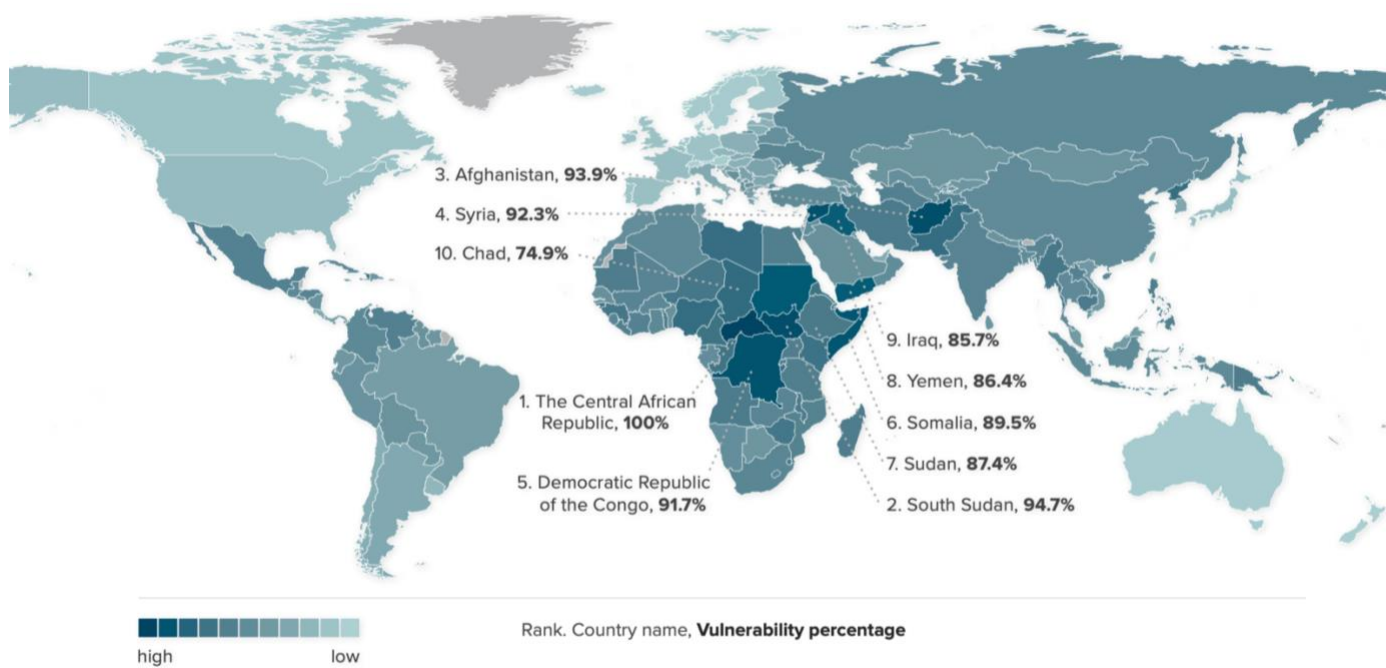 3. Afghanistan, 93.9%
4. Syria, 92.3%
10. Chad, 74.9%
9. Iraq, 85.7%
8. Yemen, 86.4%
1. The Central African
Republic, 100%
6. Somalia, 89.5%
7. Sudan, 87.4%
5. Democratic Republic
of the Congo, 91.7%
2. South Sudan, 94.7%
Rank. Country name, Vulnerability percentage
high low